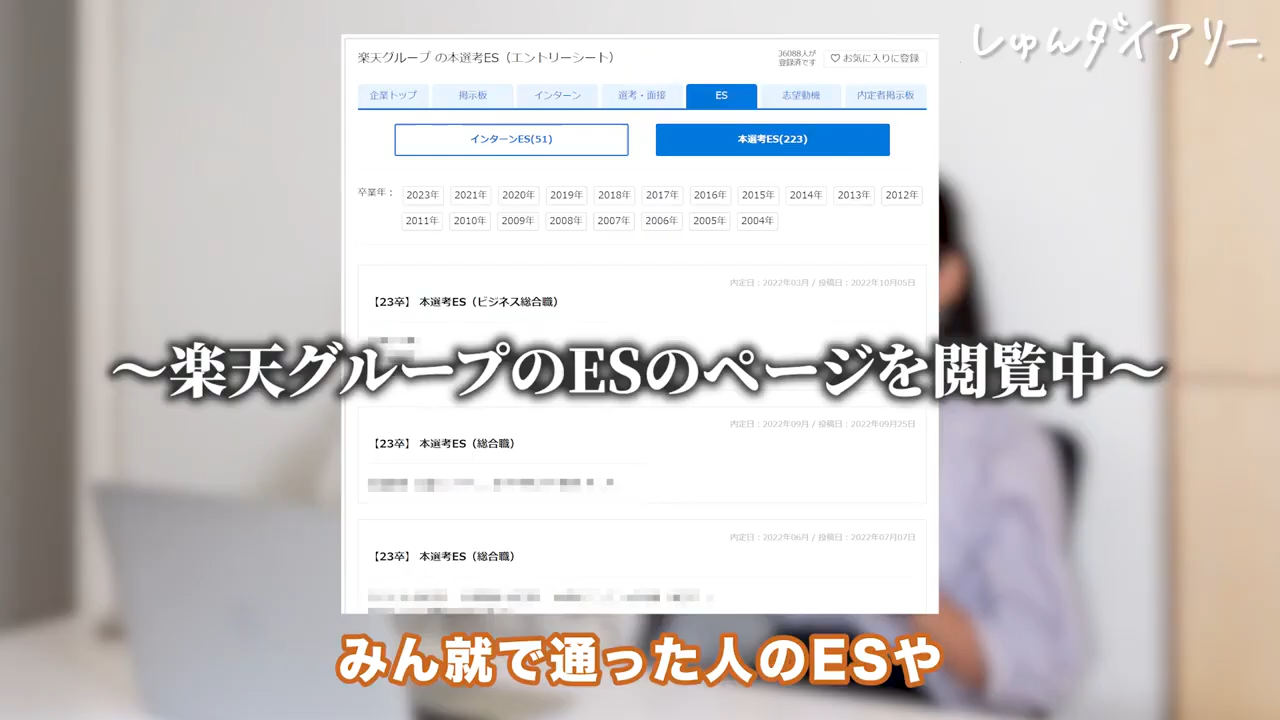 しゅんダイアリー.
楽天グループ の本選考ES（エントリーシート）
36088人が
登録済です
♡お気に入りに登録
企業トップ 掲示板 インターン 選考・面接 ES 志望動機 内定者掲示板
インターンES(51) 本選考ES(223)
卒業年： 2023年 2021年 2020年 2019年 2018年 2017年 2016年 2015年 2014年 2013年 2012年
2011年 2010年 2009年 2008年 2007年 2006年 2005年 2004年
内定日：2022年03月 / 投稿日：2022年10月05日
【23卒】 本選考ES（ビジネス総合職）
～楽天グループのESのページを閲覧中～
内定日：2022年09月 / 投稿日：2022年09月25日
【23卒】 本選考ES（総合職）
内定日：2022年06月 / 投稿日：2022年07月07日
【23卒】 本選考ES（総合職）
みん就で通った人のESや